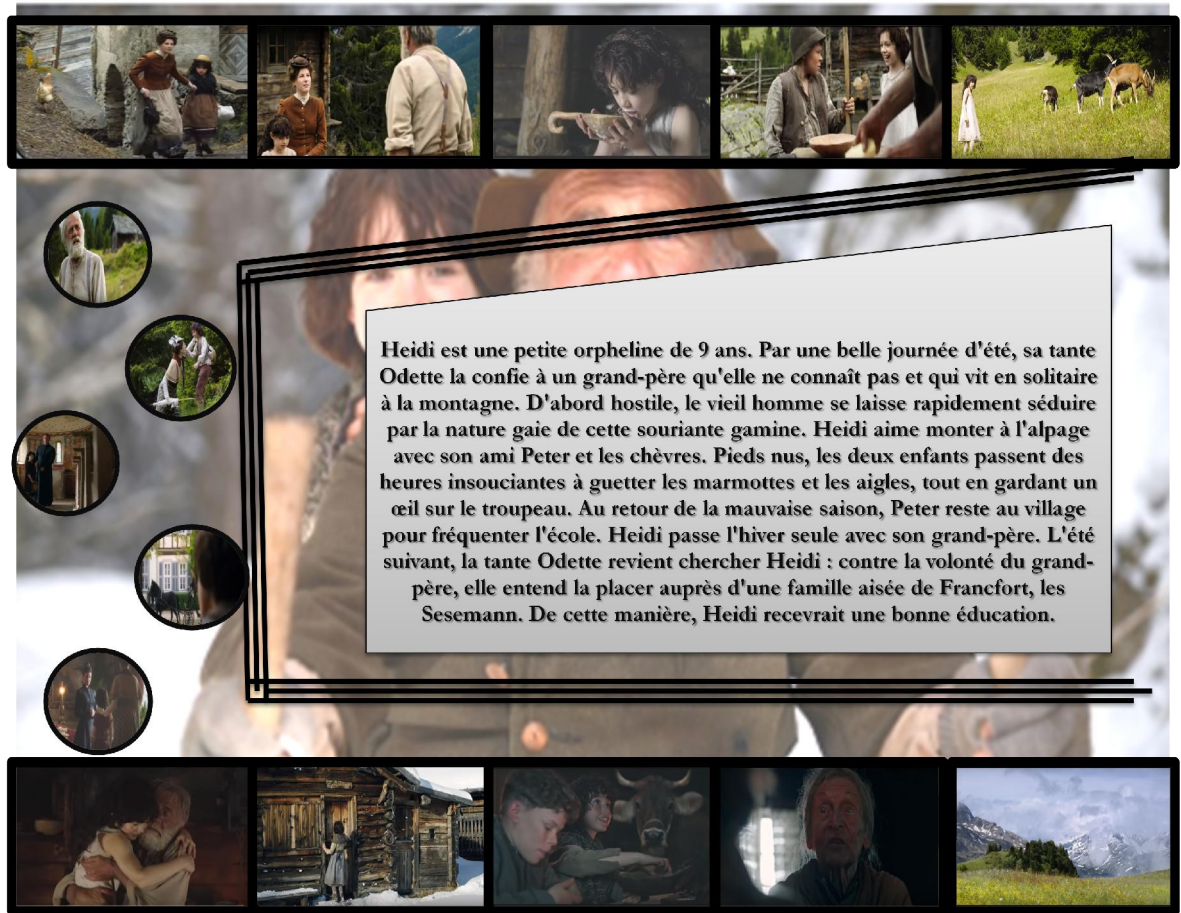 Heidi est une petite orpheline de 9 ans. Par une belle journée d'été, sa tante
Odette la confie à un grand-père qu'elle ne connaît pas et qui vit en solitaire
à la montagne. D'abord hostile, le vieil homme se laisse rapidement séduire
par la nature gaie de cette souriante gamine. Heidi aime monter à l'alpage
avec son ami Peter et les chèvres. Pieds nus, les deux enfants passent des
heures insouciantes à guetter les marmottes et les aigles, tout en gardant un
œil sur le troupeau. Au retour de la mauvaise saison, Peter reste au village
pour fréquenter l'école. Heidi passe l'hiver seule avec son grand-père. L'été
suivant, la tante Odette revient chercher Heidi : contre la volonté du grand-
père, elle entend la placer auprès d'une famille aisée de Francfort, les
Sesemann. De cette manière, Heidi recevrait une bonne éducation.